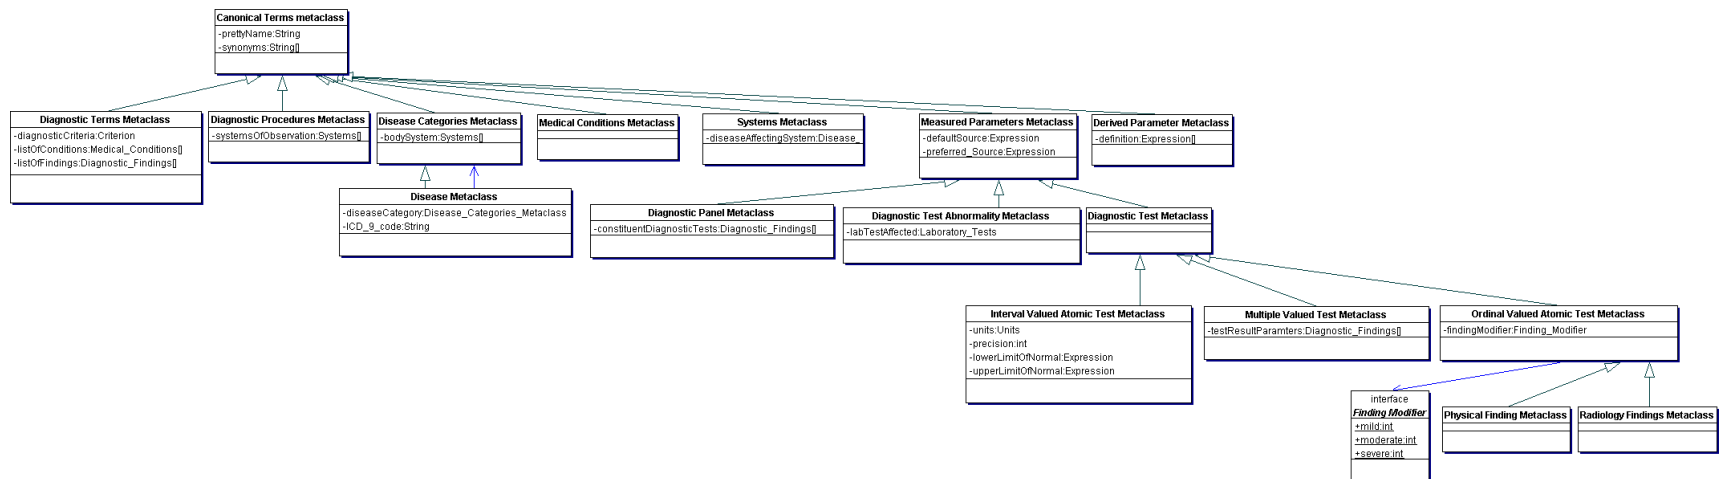 Canonical Terms metaclass
-prettyName:String
-synonyms:String[]
Diagnostic Terms Metaclass
-diagnosticCriteria:Criterion
-listOfConditions:Medical_Conditions[]
-listOfFindings:Diagnostic_Findings[]
Diagnostic Procedures Metaclass
-systemsOfObservation:Systems[]
Disease Categories Metaclass
-bodySystem:Systems[]
Medical Conditions Metaclass
Systems Metaclass
-diseaseAffectingSystem:Disease_
Measured Parameters Metaclass
-defaultSource:Expression
-preferred_Source:Expression
Derived Parameter Metaclass
-definition:Expression[]
Disease Metaclass
-diseaseCategory:Disease_Categories_Metaclass
-ICD_9_code:String
Diagnostic Panel Metaclass
-constituentDiagnosticTests:Diagnostic_Findings[]
Diagnostic Test Abnormality Metaclass
-labTestAffected:Laboratory_Tests
Diagnostic Test Metaclass
Interval Valued Atomic Test Metaclass
-units:Units
-precision:int
-lowerLimitOfNormal:Expression
-upperLimitOfNormal:Expression
Multiple Valued Test Metaclass
-testResultParamters:Diagnostic_Findings[]
Ordinal Valued Atomic Test Metaclass
-findingModifier:Finding_Modifier
interface
Finding Modifier
+mild:int
+moderate:int
+severe:int
Physical Finding Metaclass
Radiology Findings Metaclass